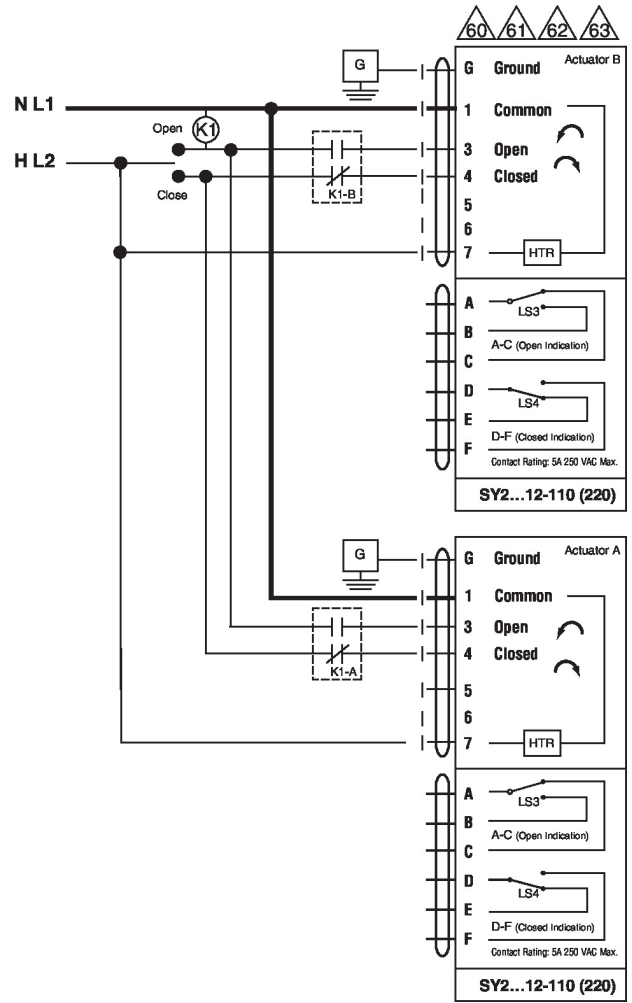 60 61 62 63
G G Ground Actuator B
N L1 1 Common
Open K1 3 Open
H L2 4 Closed
Close K1-B 5
6
7 HTR
A LS3
B A-C (Open Indication)
C
D LS4
E D-F (Closed Indication)
F Contact Rating: 5A 250 VAC Max.
SY2...12-110 (220)
G G Ground Actuator A
1 Common
3 Open
4 Closed
K1-A 5
6
7 HTR
A LS3
B A-C (Open Indication)
C
D LS4
E D-F (Closed Indication)
F Contact Rating: 5A 250 VAC Max.
SY2...12-110 (220)